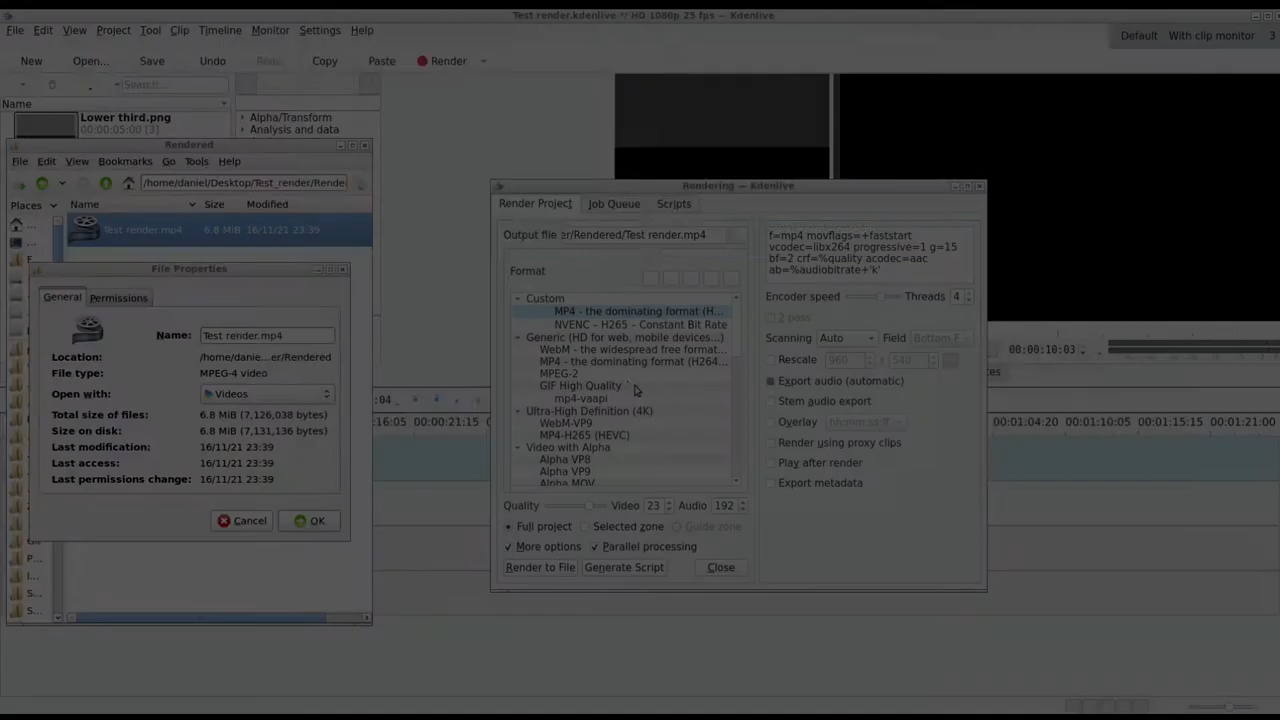 Test render.kdenlive */ HD 1080p 25 fps – Kdenlive
File Edit View Project Tool Clip Timeline Monitor Settings Help
Default With clip monitor 3
New Open... Save Undo Copy Paste Render
Name
Lower third.png
00:00:05:00 [3]
Alpha/Transform
Analysis and data
Rendered
File Edit View Bookmarks Go Tools Help
/home/daniel/Desktop/Test_render/Rende
Places
Name Size Modified
Test render.mp4 6.8 MiB 16/11/21 23:39
File Properties
General Permissions
Name: Test render.mp4
Location: /home/danie...er/Rendered
File type: MPEG-4 video
Open with: Videos
Total size of files: 6.8 MiB (7,126,038 bytes)
Size on disk: 6.8 MiB (7,131,136 bytes)
Last modification: 16/11/21 23:39
Last access: 16/11/21 23:39
Last permissions change: 16/11/21 23:39
Cancel OK
P...
I...
S...
S...
Rendering — Kdenlive
Render Project Job Queue Scripts
Output file er/Rendered/Test render.mp4
Format
Custom
MP4 - the dominating format (H...
NVENC - H265 - Constant Bit Rate
Generic (HD for web, mobile devices...)
WebM - the widespread free format...
MP4 - the dominating format (H264...
MPEG-2
GIF High Quality
mp4-vaapi
Ultra-High Definition (4K)
WebM-VP9
MP4-H265 (HEVC)
Video with Alpha
Alpha VP8
Alpha VP9
Alpha MOV
Quality Video 23 Audio 192
Full project Selected zone Guide zone
More options Parallel processing
Render to File Generate Script Close
f=mp4 movflags=+faststart
vcodec=libx264 progressive=1 g=15
bf=2 crf=%quality acodec=aac
ab=%audiobitrate+'k'
Encoder speed Threads 4
2 pass
Scanning Auto Field Bottom F
Rescale 960 540
Export audio (automatic)
Stem audio export
Overlay hh:mm:ss:ff
Render using proxy clips
Play after render
Export metadata
00:00:10:03
:04
00:01:04:20 00:01:12:10 00:01:21:00